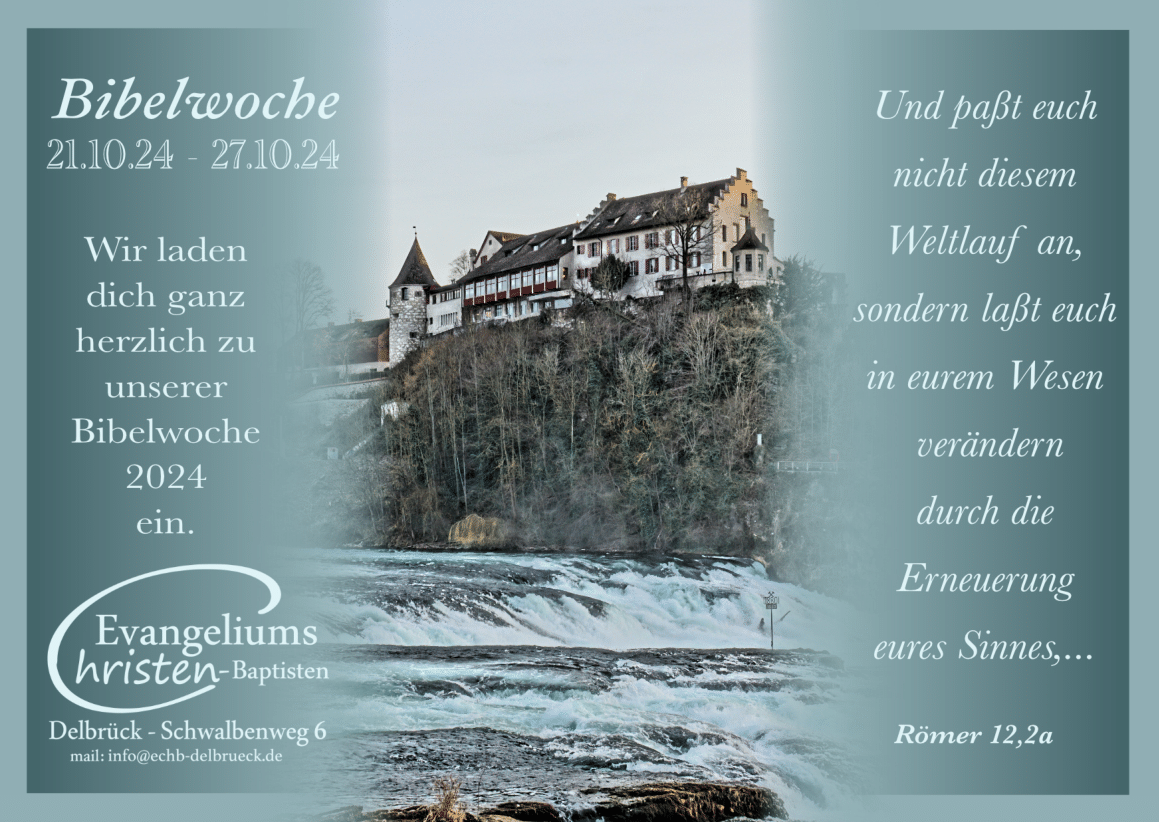 Bibelwoche
21.10.24 - 27.10.24
Wir laden
dich ganz
herzlich zu
unserer
Bibelwoche
2024
ein.
Evangeliums
Christen-Baptisten
Delbrück - Schwalbenweg 6
mail: info@echb-delbrueck.de
Und paßt euch
nicht diesem
Weltlauf an,
sondern laßt euch
in eurem Wesen
verändern
durch die
Erneuerung
eures Sinnes,...
Römer 12,2a